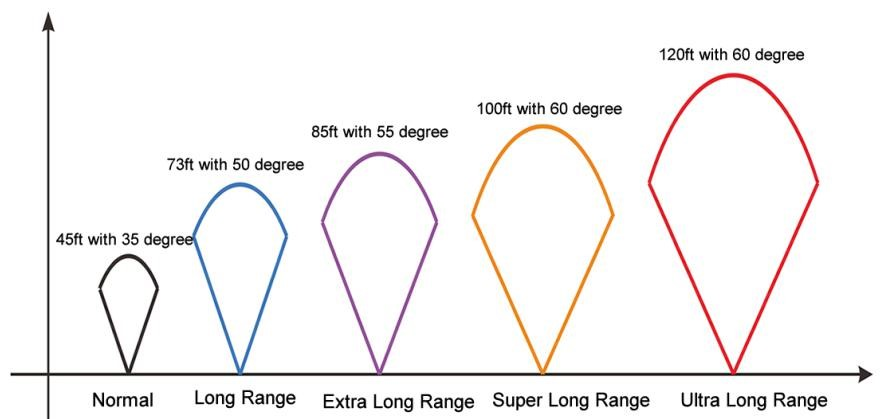 120ft with 60 degree
100ft with 60 degree
85ft with 55 degree
73ft with 50 degree
45ft with 35 degree
Normal
Long Range
Extra Long Range
Super Long Range
Ultra Long Range